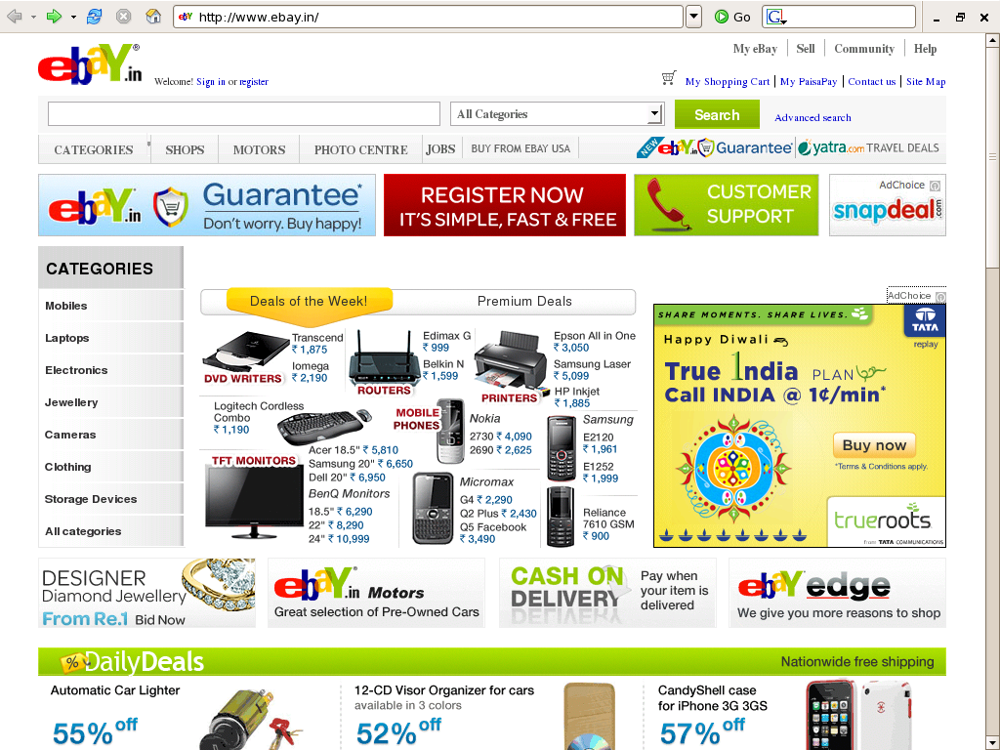 http://www.ebay.in/
Go
My eBay Sell Community Help
ebaY.in
Welcome! Sign in or register
My Shopping Cart My PaisaPay Contact us Site Map
All Categories Search Advanced search
CATEGORIES SHOPS MOTORS PHOTO CENTRE JOBS BUY FROM EBAY USA
NEW ebaY.in Guarantee yatra.com TRAVEL DEALS
ebaY.in Guarantee*
Don't worry. Buy happy!
REGISTER NOW
IT'S SIMPLE, FAST & FREE
CUSTOMER
SUPPORT
AdChoice
snapdeal.com
CATEGORIES
Mobiles
Laptops
Electronics
Jewellery
Cameras
Clothing
Storage Devices
All categories
Deals of the Week! Premium Deals
Transcend
₹ 1,875
Iomega
₹ 2,190
DVD WRITERS
Edimax G
₹ 999
Belkin N
₹ 1,599
ROUTERS
Epson All in One
₹ 3,050
Samsung Laser
₹ 5,099
HP Inkjet
₹ 1,885
PRINTERS
Logitech Cordless
Combo
₹ 1,190
MOBILE
PHONES
Nokia
2730 ₹ 4,090
2690 ₹ 2,625
Samsung
E2120
₹ 1,961
E1252
₹ 1,999
TFT MONITORS
Acer 18.5" ₹ 5,810
Samsung 20" ₹ 6,650
Dell 20" ₹ 6,950
BenQ Monitors
18.5" ₹ 6,290
22" ₹ 8,290
24" ₹ 10,999
Micromax
G4 ₹ 2,290
Q2 Plus ₹ 2,430
Q5 Facebook
₹ 3,490
Reliance
7610 GSM
₹ 900
AdChoice
SHARE MOMENTS. SHARE LIVES.
TATA
replay
Happy Diwali
True 1ndia PLAN
Call INDIA @ 1¢/min*
Buy now
*Terms & Conditions apply.
trueroots
from TATA COMMUNICATIONS
DESIGNER
Diamond Jewellery
From Re.1 Bid Now
ebaY.in Motors
Great selection of Pre-Owned Cars
CASH ON
DELIVERY
Pay when
your item is
delivered
ebaY edge
We give you more reasons to shop
% DailyDeals Nationwide free shipping
Automatic Car Lighter
55% off
12-CD Visor Organizer for cars
available in 3 colors
52% off
CandyShell case
for iPhone 3G 3GS
57% off